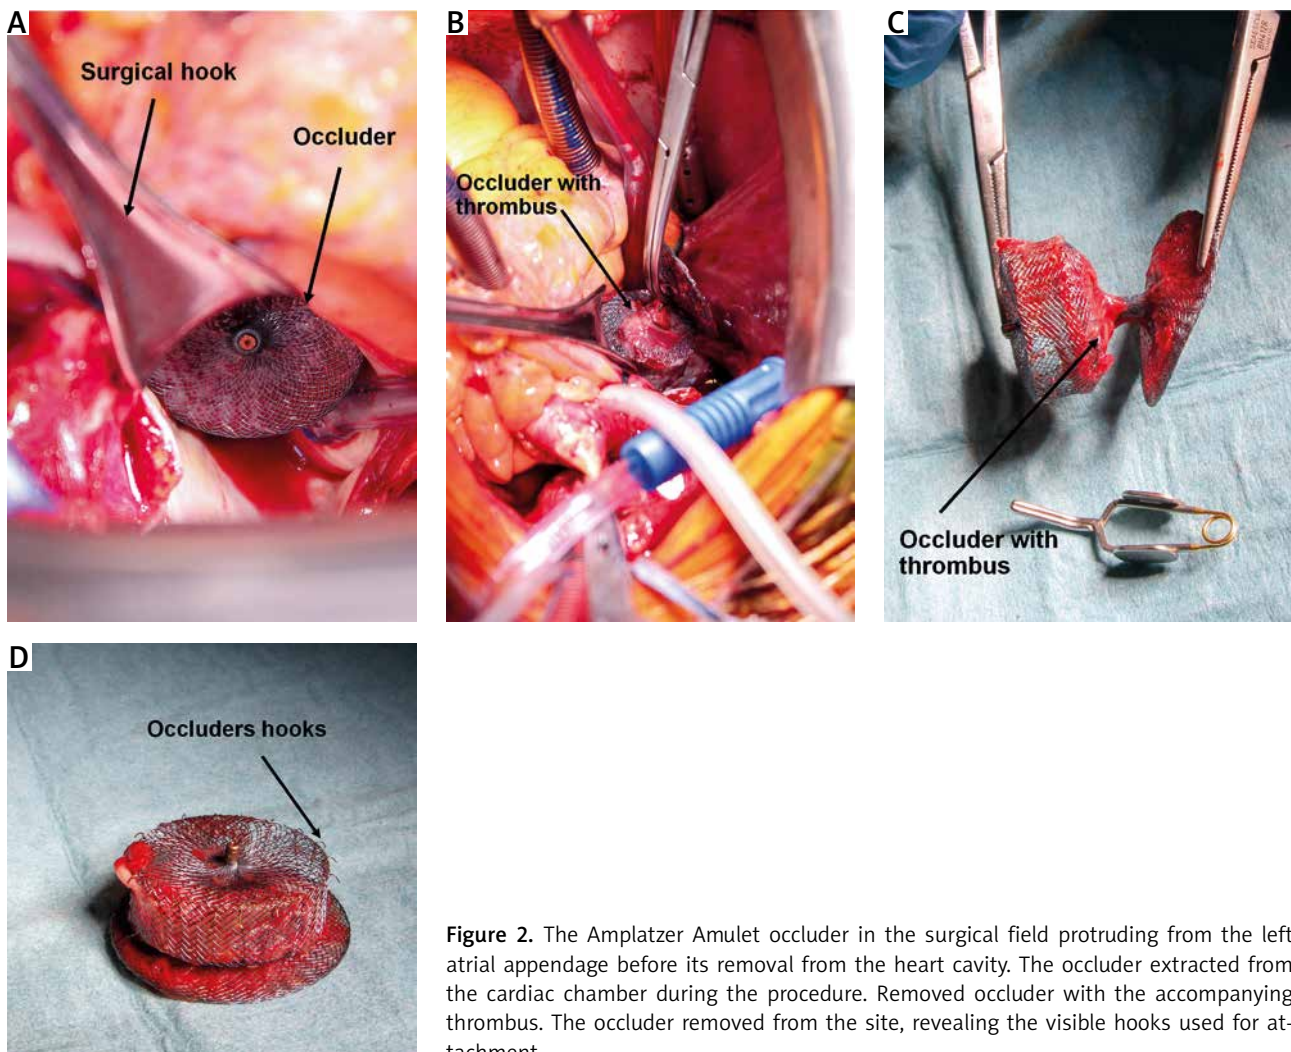 A
Surgical hook
Occluder
B
Occluder with
thrombus
C
Occluder with
thrombus
D
Occluders hooks
Figure 2. The Amplatzer Amulet occluder in the surgical field protruding from the left
atrial appendage before its removal from the heart cavity. The occluder extracted from
the cardiac chamber during the procedure. Removed occluder with the accompanying
thrombus. The occluder removed from the site, revealing the visible hooks used for at-
tachment